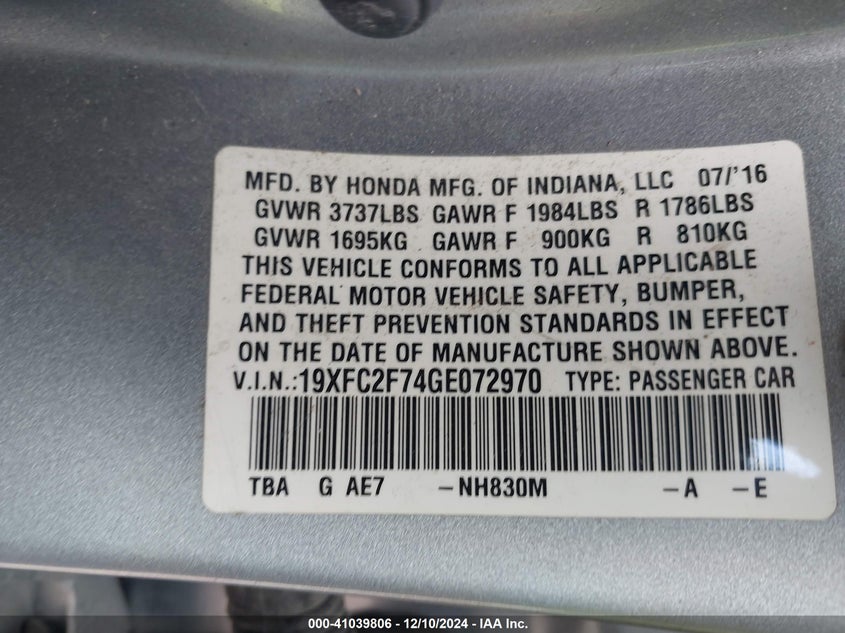 MFD. BY HONDA MFG. OF INDIANA, LLC 07/'16
GVWR 3737LBS GAWR F 1984LBS R 1786LBS
GVWR 1695KG GAWR F 900KG R 810KG
THIS VEHICLE CONFORMS TO ALL APPLICABLE
FEDERAL MOTOR VEHICLE SAFETY, BUMPER,
AND THEFT PREVENTION STANDARDS IN EFFECT
ON THE DATE OF MANUFACTURE SHOWN ABOVE.
V.I.N.:19XFC2F74GE072970 TYPE: PASSENGER CAR
TBA G AE7 -NH830M -A -E
000-41039806 - 12/10/2024 - IAA Inc.